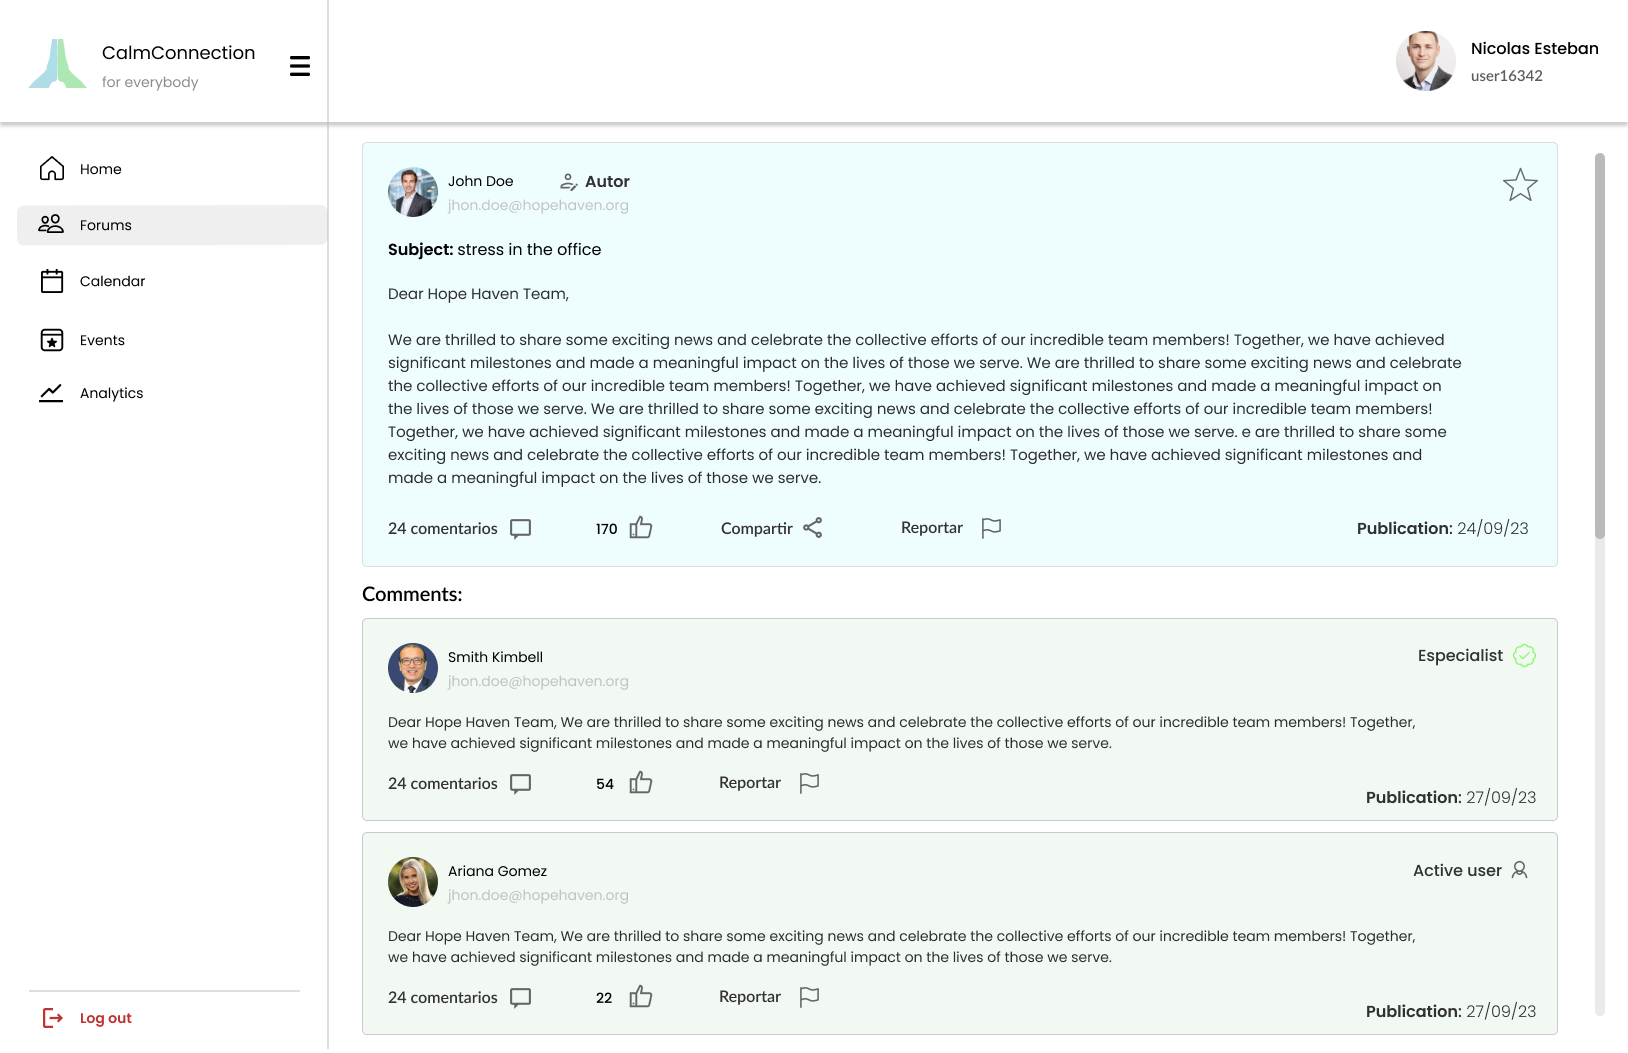 CalmConnection
for everybody
Nicolas Esteban
user16342
Home
Forums
Calendar
Events
Analytics
Log out
John Doe
Autor
jhon.doe@hopehaven.org
Subject: stress in the office
Dear Hope Haven Team,
We are thrilled to share some exciting news and celebrate the collective efforts of our incredible team members! Together, we have achieved
significant milestones and made a meaningful impact on the lives of those we serve. We are thrilled to share some exciting news and celebrate
the collective efforts of our incredible team members! Together, we have achieved significant milestones and made a meaningful impact on
the lives of those we serve. We are thrilled to share some exciting news and celebrate the collective efforts of our incredible team members!
Together, we have achieved significant milestones and made a meaningful impact on the lives of those we serve. e are thrilled to share some
exciting news and celebrate the collective efforts of our incredible team members! Together, we have achieved significant milestones and
made a meaningful impact on the lives of those we serve.
24 comentarios
170
Compartir
Reportar
Publication: 24/09/23
Comments:
Smith Kimbell
jhon.doe@hopehaven.org
Especialist
Dear Hope Haven Team, We are thrilled to share some exciting news and celebrate the collective efforts of our incredible team members! Together,
we have achieved significant milestones and made a meaningful impact on the lives of those we serve.
24 comentarios
54
Reportar
Publication: 27/09/23
Ariana Gomez
jhon.doe@hopehaven.org
Active user
Dear Hope Haven Team, We are thrilled to share some exciting news and celebrate the collective efforts of our incredible team members! Together,
we have achieved significant milestones and made a meaningful impact on the lives of those we serve.
24 comentarios
22
Reportar
Publication: 27/09/23